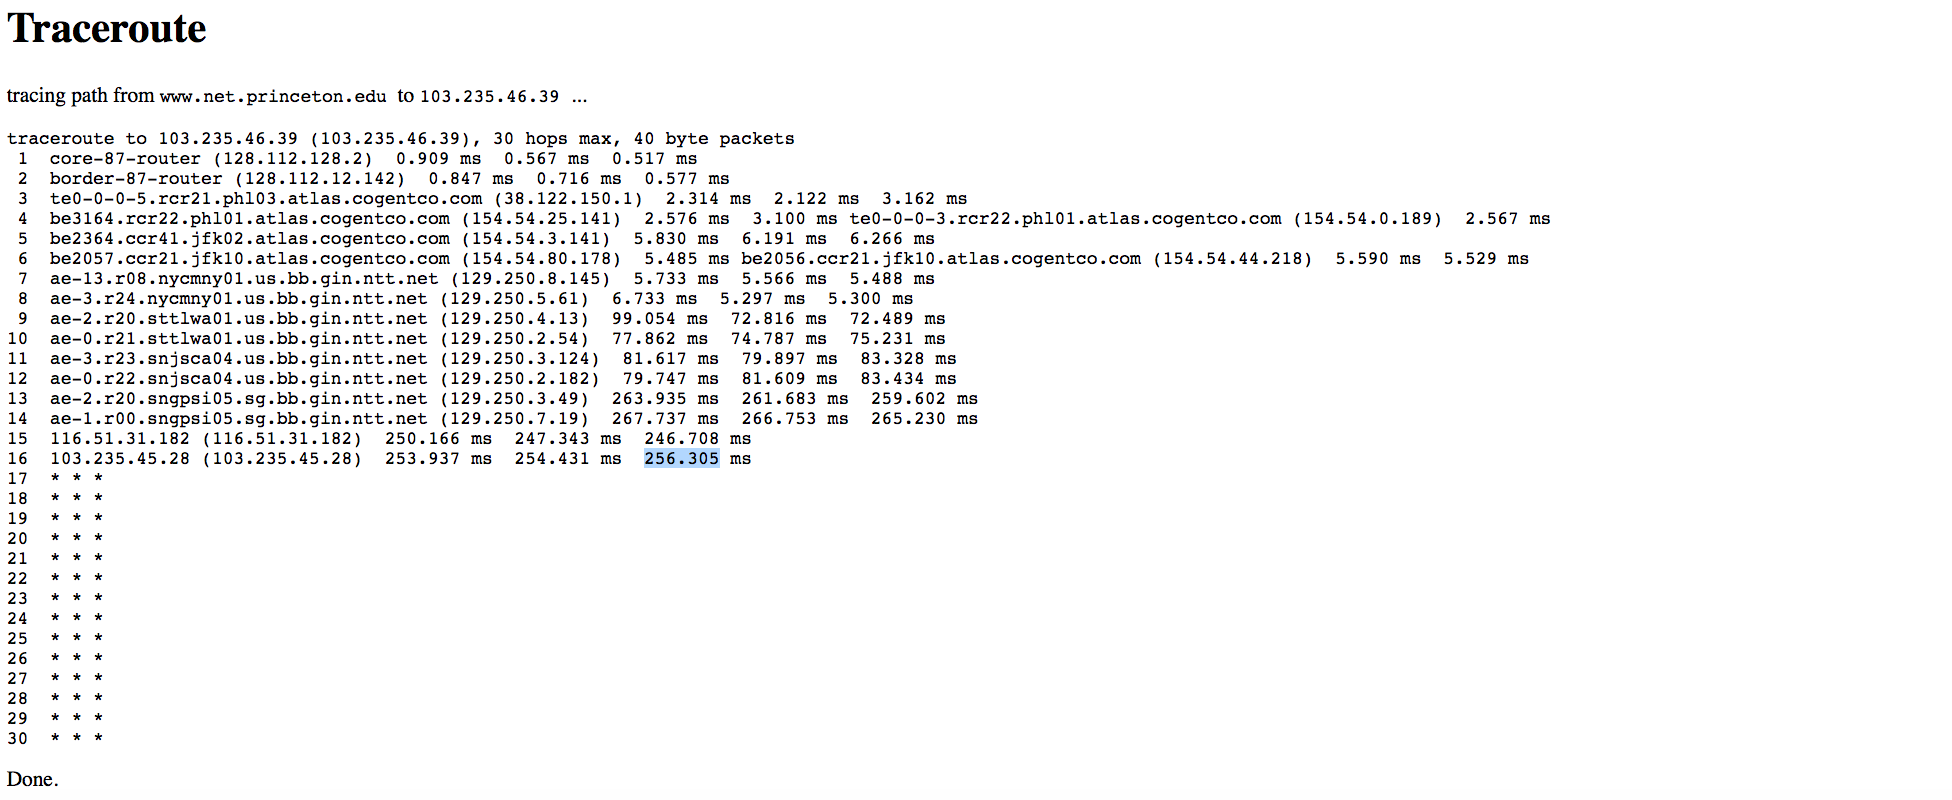 Traceroute
tracing path from www.net.princeton.edu to 103.235.46.39 ...
traceroute to 103.235.46.39 (103.235.46.39), 30 hops max, 40 byte packets
1 core-87-router (128.112.128.2) 0.909 ms 0.567 ms 0.517 ms
2 border-87-router (128.112.12.142) 0.847 ms 0.716 ms 0.577 ms
3 te0-0-0-5.rcr21.phl03.atlas.cogentco.com (38.122.150.1) 2.314 ms 2.122 ms 3.162 ms
4 be3164.rcr22.phl01.atlas.cogentco.com (154.54.25.141) 2.576 ms 3.100 ms te0-0-0-3.rcr22.phl01.atlas.cogentco.com (154.54.0.189) 2.567 ms
5 be2364.ccr41.jfk02.atlas.cogentco.com (154.54.3.141) 5.830 ms 6.191 ms 6.266 ms
6 be2057.ccr21.jfk10.atlas.cogentco.com (154.54.80.178) 5.485 ms be2056.ccr21.jfk10.atlas.cogentco.com (154.54.44.218) 5.590 ms 5.529 ms
7 ae-13.r08.nycmny01.us.bb.gin.ntt.net (129.250.8.145) 5.733 ms 5.566 ms 5.488 ms
8 ae-3.r24.nycmny01.us.bb.gin.ntt.net (129.250.5.61) 6.733 ms 5.297 ms 5.300 ms
9 ae-2.r20.sttlwa01.us.bb.gin.ntt.net (129.250.4.13) 99.054 ms 72.816 ms 72.489 ms
10 ae-0.r21.sttlwa01.us.bb.gin.ntt.net (129.250.2.54) 77.862 ms 74.787 ms 75.231 ms
11 ae-3.r23.snjsca04.us.bb.gin.ntt.net (129.250.3.124) 81.617 ms 79.897 ms 83.328 ms
12 ae-0.r22.snjsca04.us.bb.gin.ntt.net (129.250.2.182) 79.747 ms 81.609 ms 83.434 ms
13 ae-2.r20.sngpsi05.sg.bb.gin.ntt.net (129.250.3.49) 263.935 ms 261.683 ms 259.602 ms
14 ae-1.r00.sngpsi05.sg.bb.gin.ntt.net (129.250.7.19) 267.737 ms 266.753 ms 265.230 ms
15 116.51.31.182 (116.51.31.182) 250.166 ms 247.343 ms 246.708 ms
16 103.235.45.28 (103.235.45.28) 253.937 ms 254.431 ms 256.305 ms
17 * * *
18 * * *
19 * * *
20 * * *
21 * * *
22 * * *
23 * * *
24 * * *
25 * * *
26 * * *
27 * * *
28 * * *
29 * * *
30 * * *
Done.